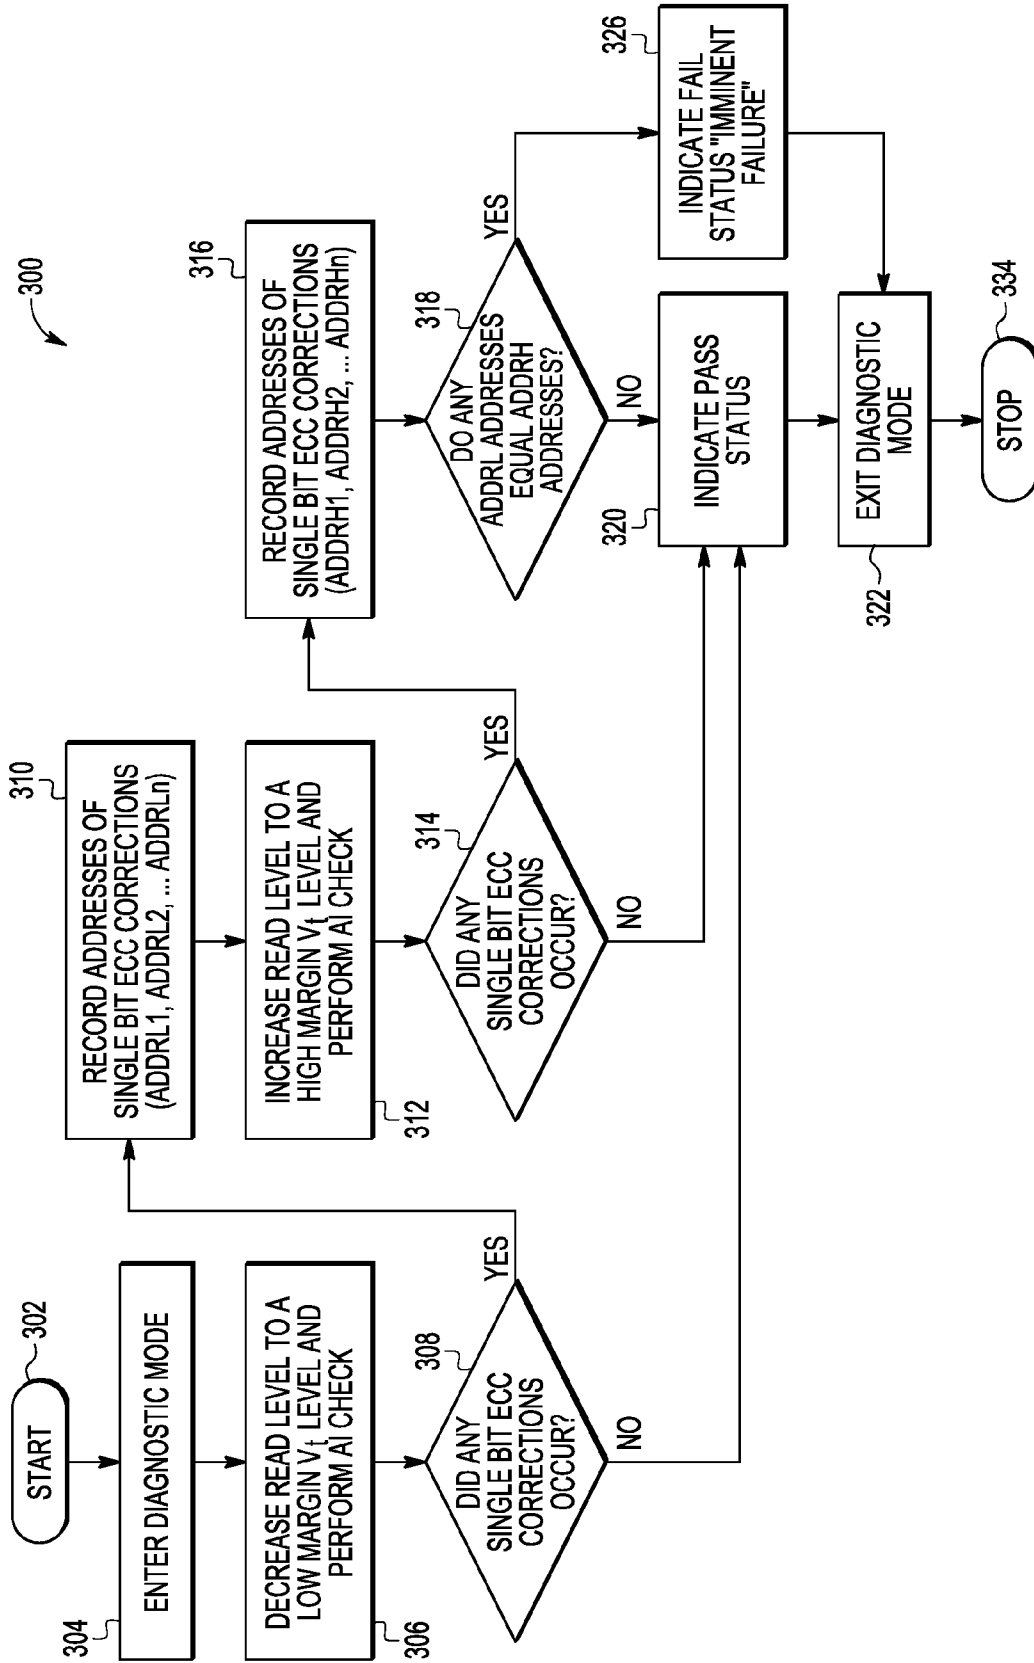 300
START
302
ENTER DIAGNOSTIC MODE
304
DECREASE READ LEVEL TO A
LOW MARGIN Vt LEVEL AND
PERFORM AI CHECK
306
DID ANY
SINGLE BIT ECC
CORRECTIONS
OCCUR?
308
YES
NO
310
RECORD ADDRESSES OF
SINGLE BIT ECC CORRECTIONS
(ADDRL1, ADDRL2, ... ADDRLn)
INCREASE READ LEVEL TO A
HIGH MARGIN Vt LEVEL AND
PERFORM AI CHECK
312
DID ANY
SINGLE BIT ECC
CORRECTIONS
OCCUR?
314
YES
NO
316
RECORD ADDRESSES OF
SINGLE BIT ECC CORRECTIONS
(ADDRH1, ADDRH2, ... ADDRHn)
318
DO ANY
ADDRL ADDRESSES
EQUAL ADDRH
ADDRESSES?
YES
NO
320
INDICATE PASS
STATUS
326
INDICATE FAIL
STATUS "IMMINENT
FAILURE"
EXIT DIAGNOSTIC
MODE
322
STOP
334